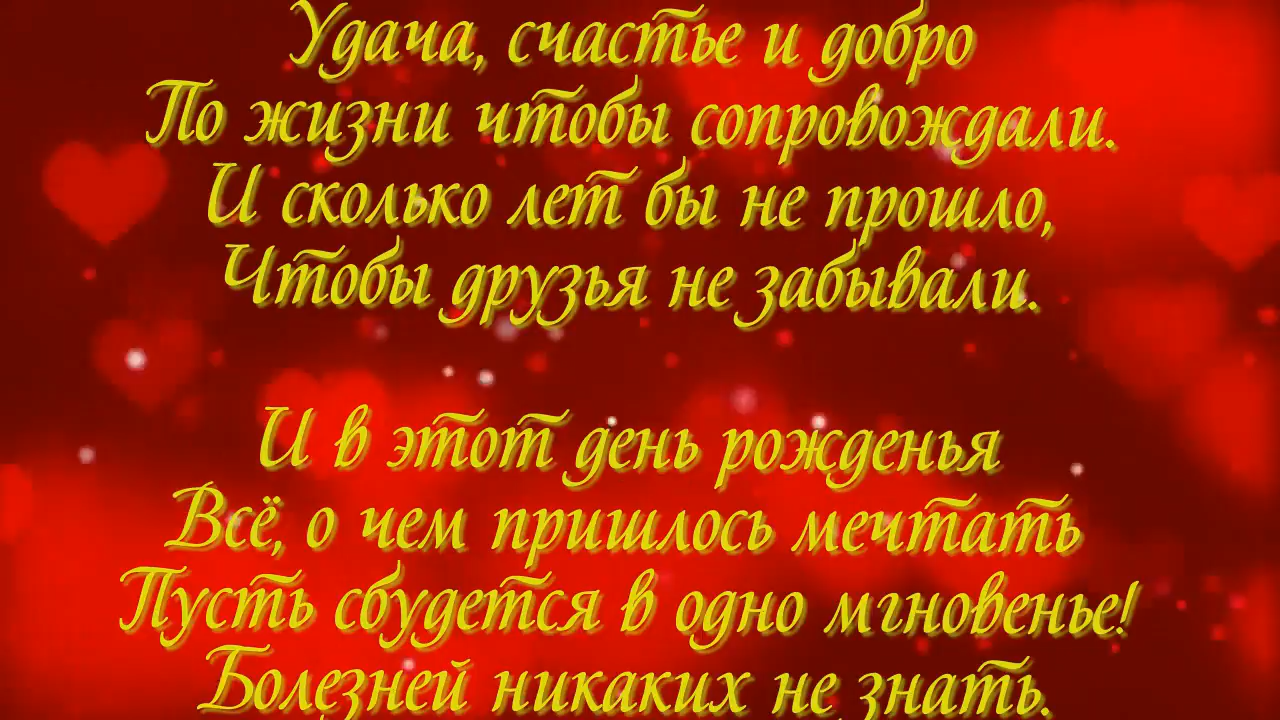 Удача, счастье и добро
По жизни чтобы сопровождали.
И сколько лет бы не прошло,
Чтобы друзья не забывали.
И в этот день рожденья
Всё, о чем пришлось мечтать
Пусть сбудется в одно мгновенье!
Болезней никаких не знать.